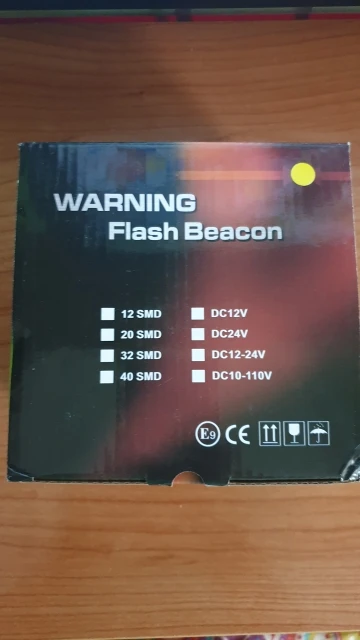 WARNING
Flash Beacon
12 SMD
DC12V
20 SMD
DC24V
32 SMD
DC12-24V
40 SMD
DC10-110V
E9 CE